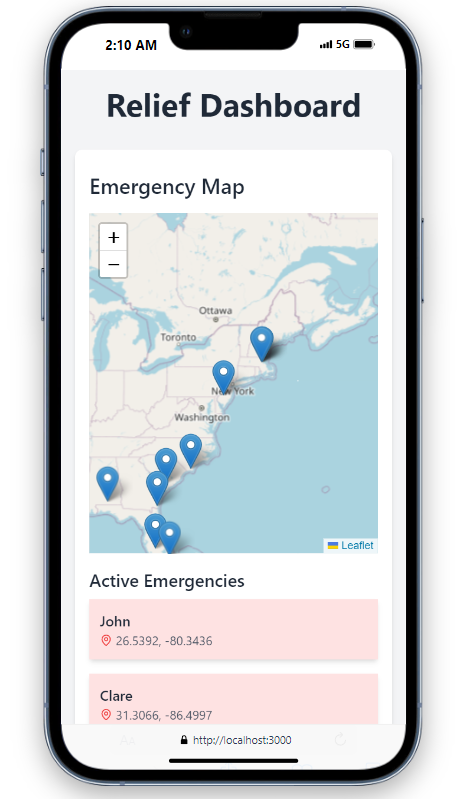 2:10 AM 5G
Relief Dashboard
Emergency Map
+
−
Ottawa
Toronto
New York
Washington
Leaflet
Active Emergencies
John
26.5392, -80.3436
Clare
31.3066, -86.4997
AA http://localhost:3000